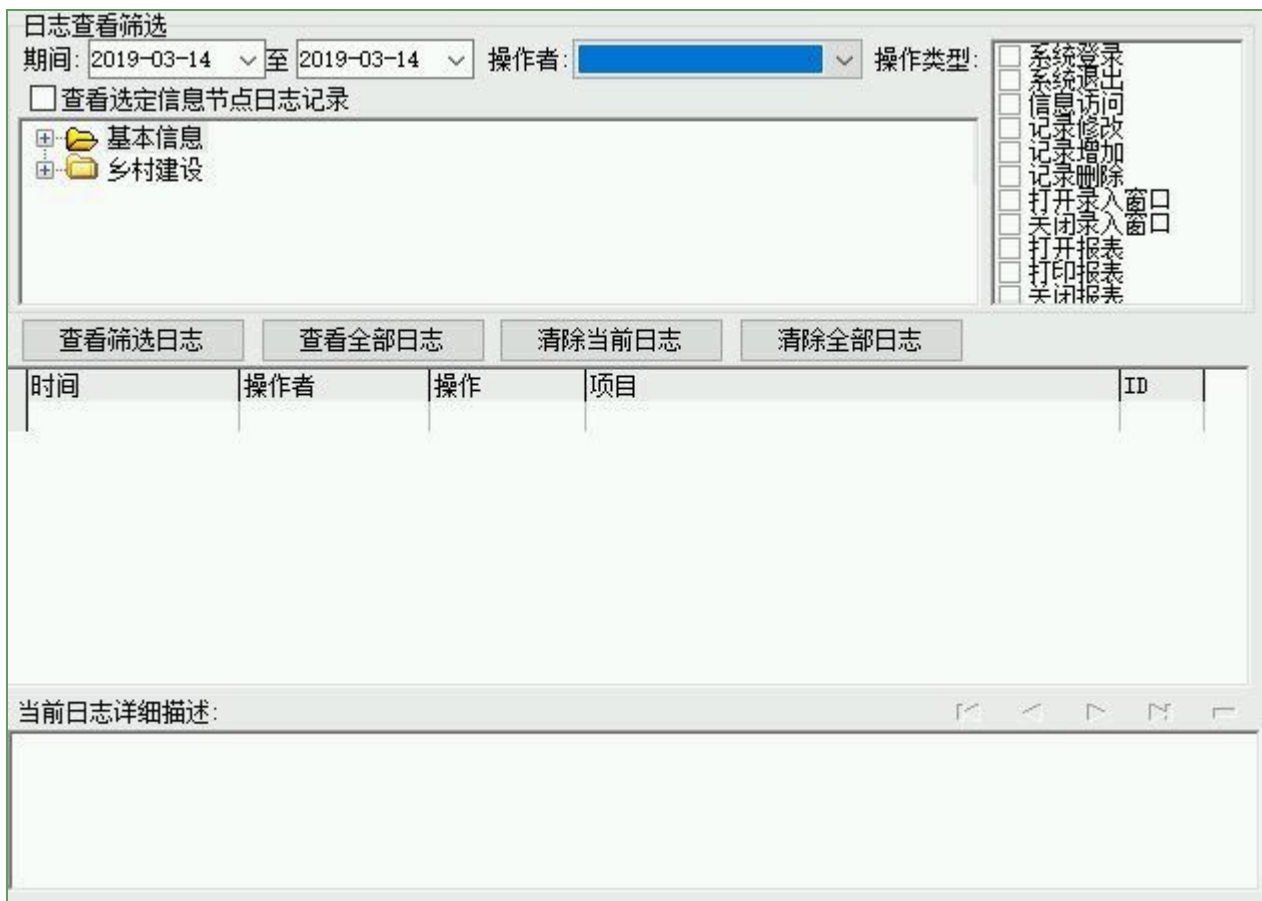 日志查看筛选
期间: 2019-03-14 至 2019-03-14 操作者: 操作类型:
系统登录
系统退出
信息访问
记录修改
记录增加
记录删除
打开录入窗口
关闭录入窗口
打开报表
打印报表
关闭报表
查看选定信息节点日志记录
基本信息
乡村建设
查看筛选日志 查看全部日志 清除当前日志 清除全部日志
时间 操作者 操作 项目 ID
当前日志详细描述: